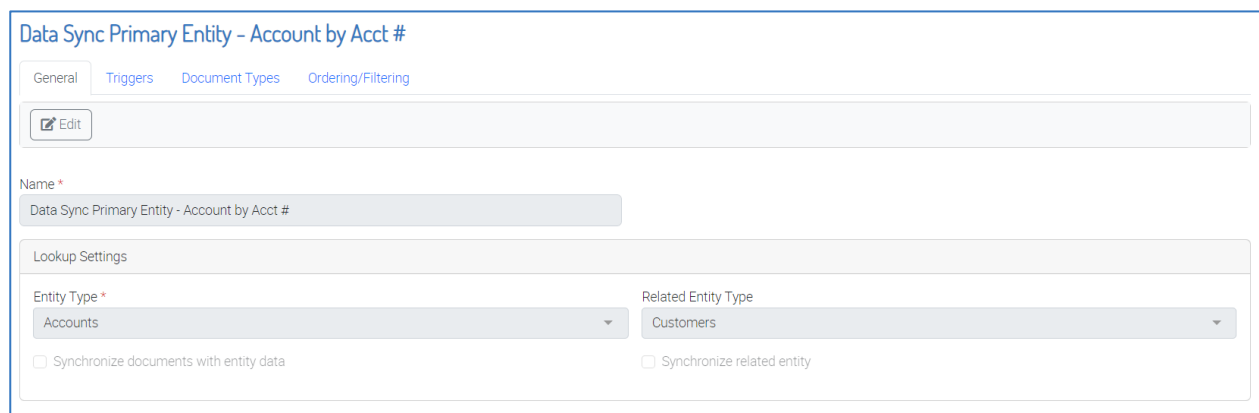 Data Sync Primary Entity - Account by Acct #
General Triggers Document Types Ordering/Filtering
Edit
Name *
Data Sync Primary Entity - Account by Acct #
Lookup Settings
Entity Type * Related Entity Type
Accounts Customers
Synchronize documents with entity data Synchronize related entity